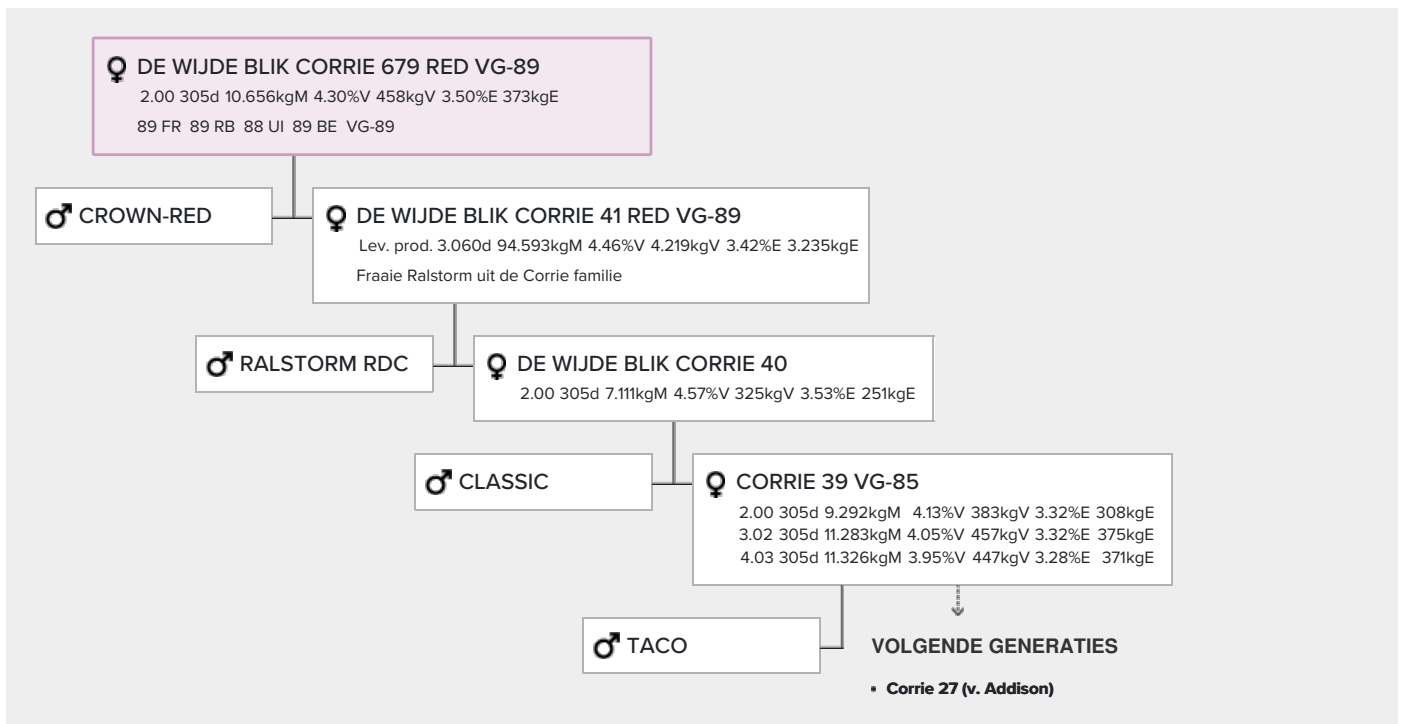 DE WIJDE BLIK CORRIE 679 RED VG-89
2.00 305d 10.656kgM 4.30%V 458kgV 3.50%E 373kgE
89 FR 89 RB 88 UI 89 BE VG-89
CROWN-RED
DE WIJDE BLIK CORRIE 41 RED VG-89
Lev. prod. 3.060d 94.593kgM 4.46%V 4.219kgV 3.42%E 3.235kgE
Fraaie Ralstorm uit de Corrie familie
RALSTORM RDC
DE WIJDE BLIK CORRIE 40
2.00 305d 7.111kgM 4.57%V 325kgV 3.53%E 251kgE
CLASSIC
CORRIE 39 VG-85
2.00 305d 9.292kgM 4.13%V 383kgV 3.32%E 308kgE
3.02 305d 11.283kgM 4.05%V 457kgV 3.32%E 375kgE
4.03 305d 11.326kgM 3.95%V 447kgV 3.28%E 371kgE
TACO
VOLGENDE GENERATIES
• Corrie 27 (v. Addison)